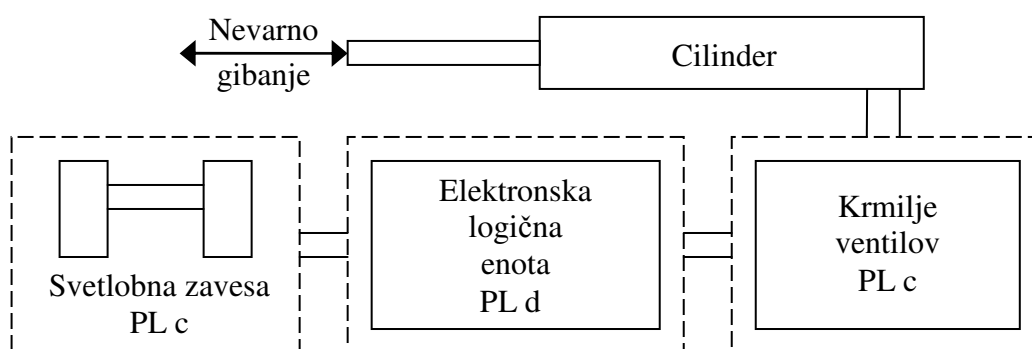 Nevarno
gibanje
Cilinder
Svetlobna zavesa
PL c
Elektronska
logična
enota
PL d
Krmilje
ventilov
PL c